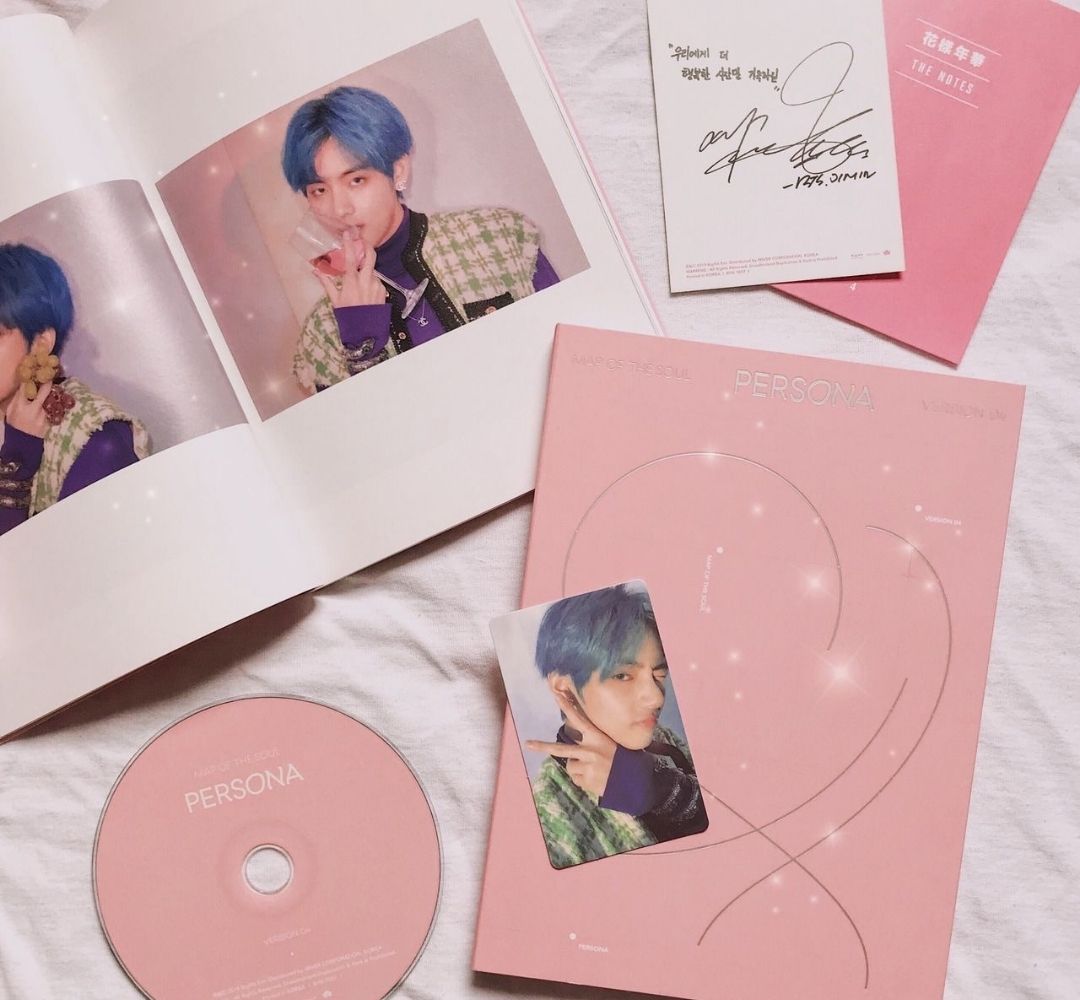 "우리에게 더
행복한 시간만 가득하길"
-BTS. JIMIN
花樣年華
THE NOTES
4
MAP OF THE SOUL
PERSONA
VERSION 04
VERSION 04
MAP OF THE SOUL
PERSONA
MAP OF THE SOUL
PERSONA
VERSION 04